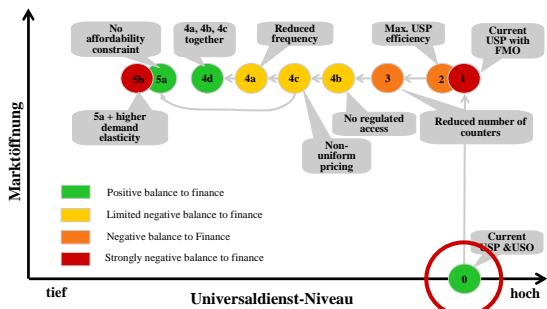 No
affordability
constraint
4a, 4b, 4c
together
Reduced
frequency
Max. USP
efficiency
Current
USP with
FMO
5b
5a
4d
4a
4c
4b
3
2
1
5a + higher
demand
elasticity
Non-
uniform
pricing
No regulated
access
Reduced number of
counters
Marktöffnung
Positive balance to finance
Limited negative balance to finance
Negative balance to Finance
Strongly negative balance to finance
Current
USP &USO
0
tief
Universaldienst-Niveau
hoch